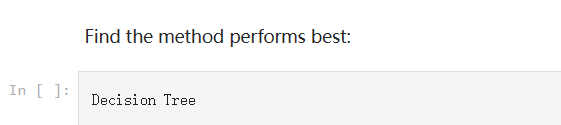 Find the method performs best:
In [ ]:
Decision Tree